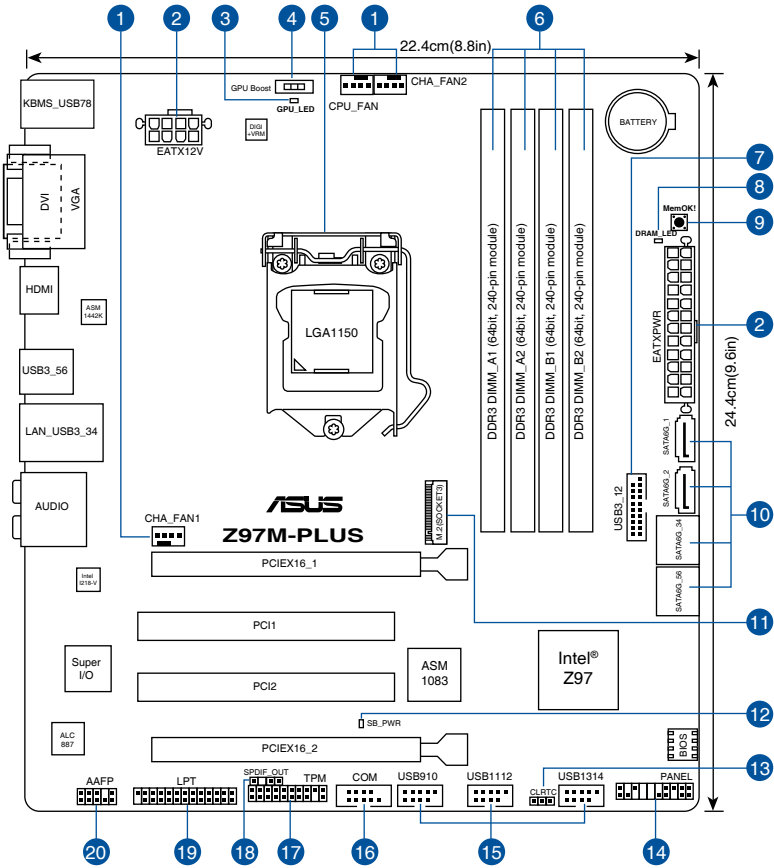 1
2
3
4
5
1
6
22.4cm(8.8in)
KBMS_USB78
GPU Boost
GPU_LED
CPU_FAN
CHA_FAN2
DIGI
+VRM
EATX12V
BATTERY
7
8
9
MemOK!
DRAM_LED
DVI
VGA
HDMI
ASM
1442K
LGA1150
DDR3 DIMM_A1 (64bit, 240-pin module)
DDR3 DIMM_A2 (64bit, 240-pin module)
DDR3 DIMM_B1 (64bit, 240-pin module)
DDR3 DIMM_B2 (64bit, 240-pin module)
EATXPWR
2
24.4cm(9.6in)
USB3_56
LAN_USB3_34
AUDIO
SATA6G_1
SATA6G_2
SATA6G_34
SATA6G_56
USB3_12
10
1
CHA_FAN1
ASUS
Z97M-PLUS
M.2(SOCKET3)
11
PCIEX16_1
Intel
I218-V
PCI1
Super
I/O
PCI2
ASM
1083
Intel®
Z97
SB_PWR
12
ALC
887
PCIEX16_2
BIOS
13
AAFP
LPT
SPDIF_OUT
TPM
COM
USB910
USB1112
CLRTC
USB1314
PANEL
20
19
18
17
16
15
14